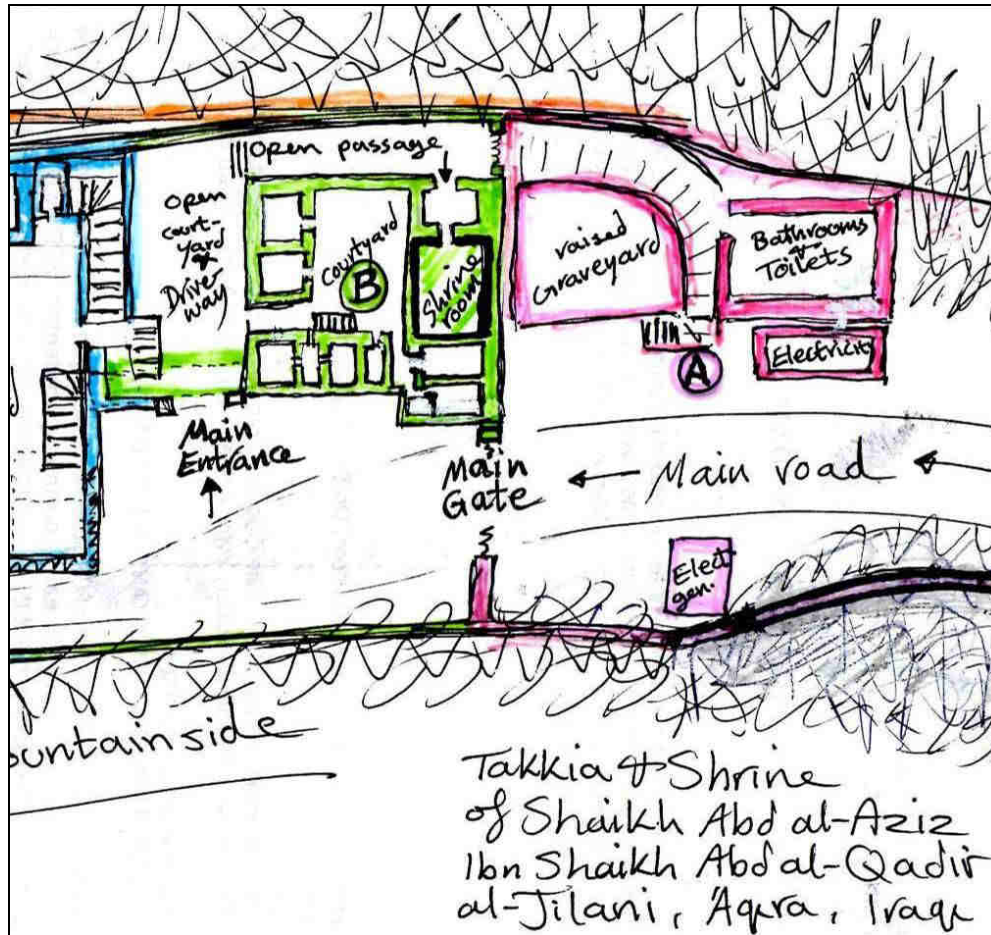 Open passage
open
court-
yard &
Drive
way
Courtyard
B
Shrine
room
raised
Graveyard
Bathrooms
&
Toilets
Electricit
A
Main
Entrance
Main
Gate
Main road
Elect
gen.
ountainside
Takkia & Shrine
of Shaikh Abd al-Aziz
Ibn Shaikh Abd al-Qadir
al-Jilani, 'Aqra, Iraq